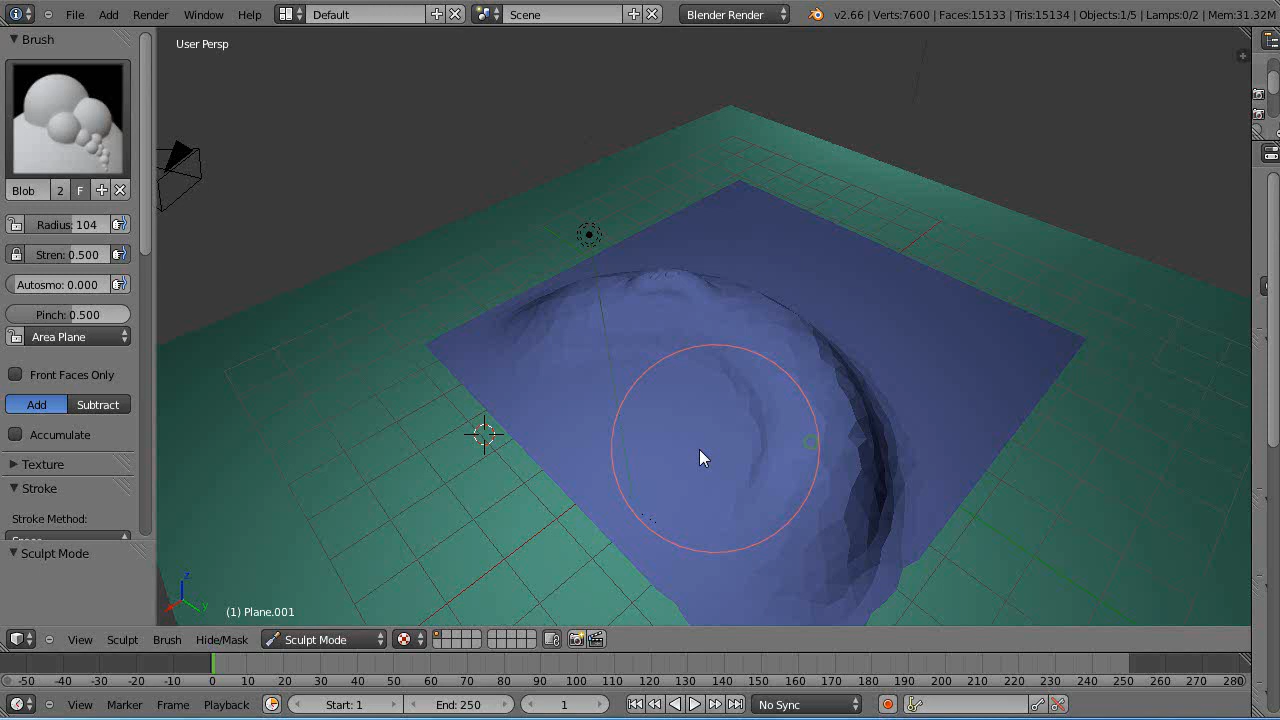 File Add Render Window Help Default Scene Blender Render v2.66 | Verts:7600 | Faces:15133 | Tris:15134 | Objects:1/5 | Lamps:0/2 | Mem:31.32M
Brush
User Persp
Blob 2 F
Radius: 104
Stren: 0.500
Autosmo: 0.000
Pinch: 0.500
Area Plane
Front Faces Only
Add Subtract
Accumulate
Texture
Stroke
Stroke Method:
Sculpt Mode
z
y
(1) Plane.001
View Sculpt Brush Hide/Mask Sculpt Mode
-50 -40 -30 -20 -10 0 10 20 30 40 50 60 70 80 90 100 110 120 130 140 150 160 170 180 190 200 210 220 230 240 250 260 270 280
View Marker Frame Playback Start: 1 End: 250 1 No Sync